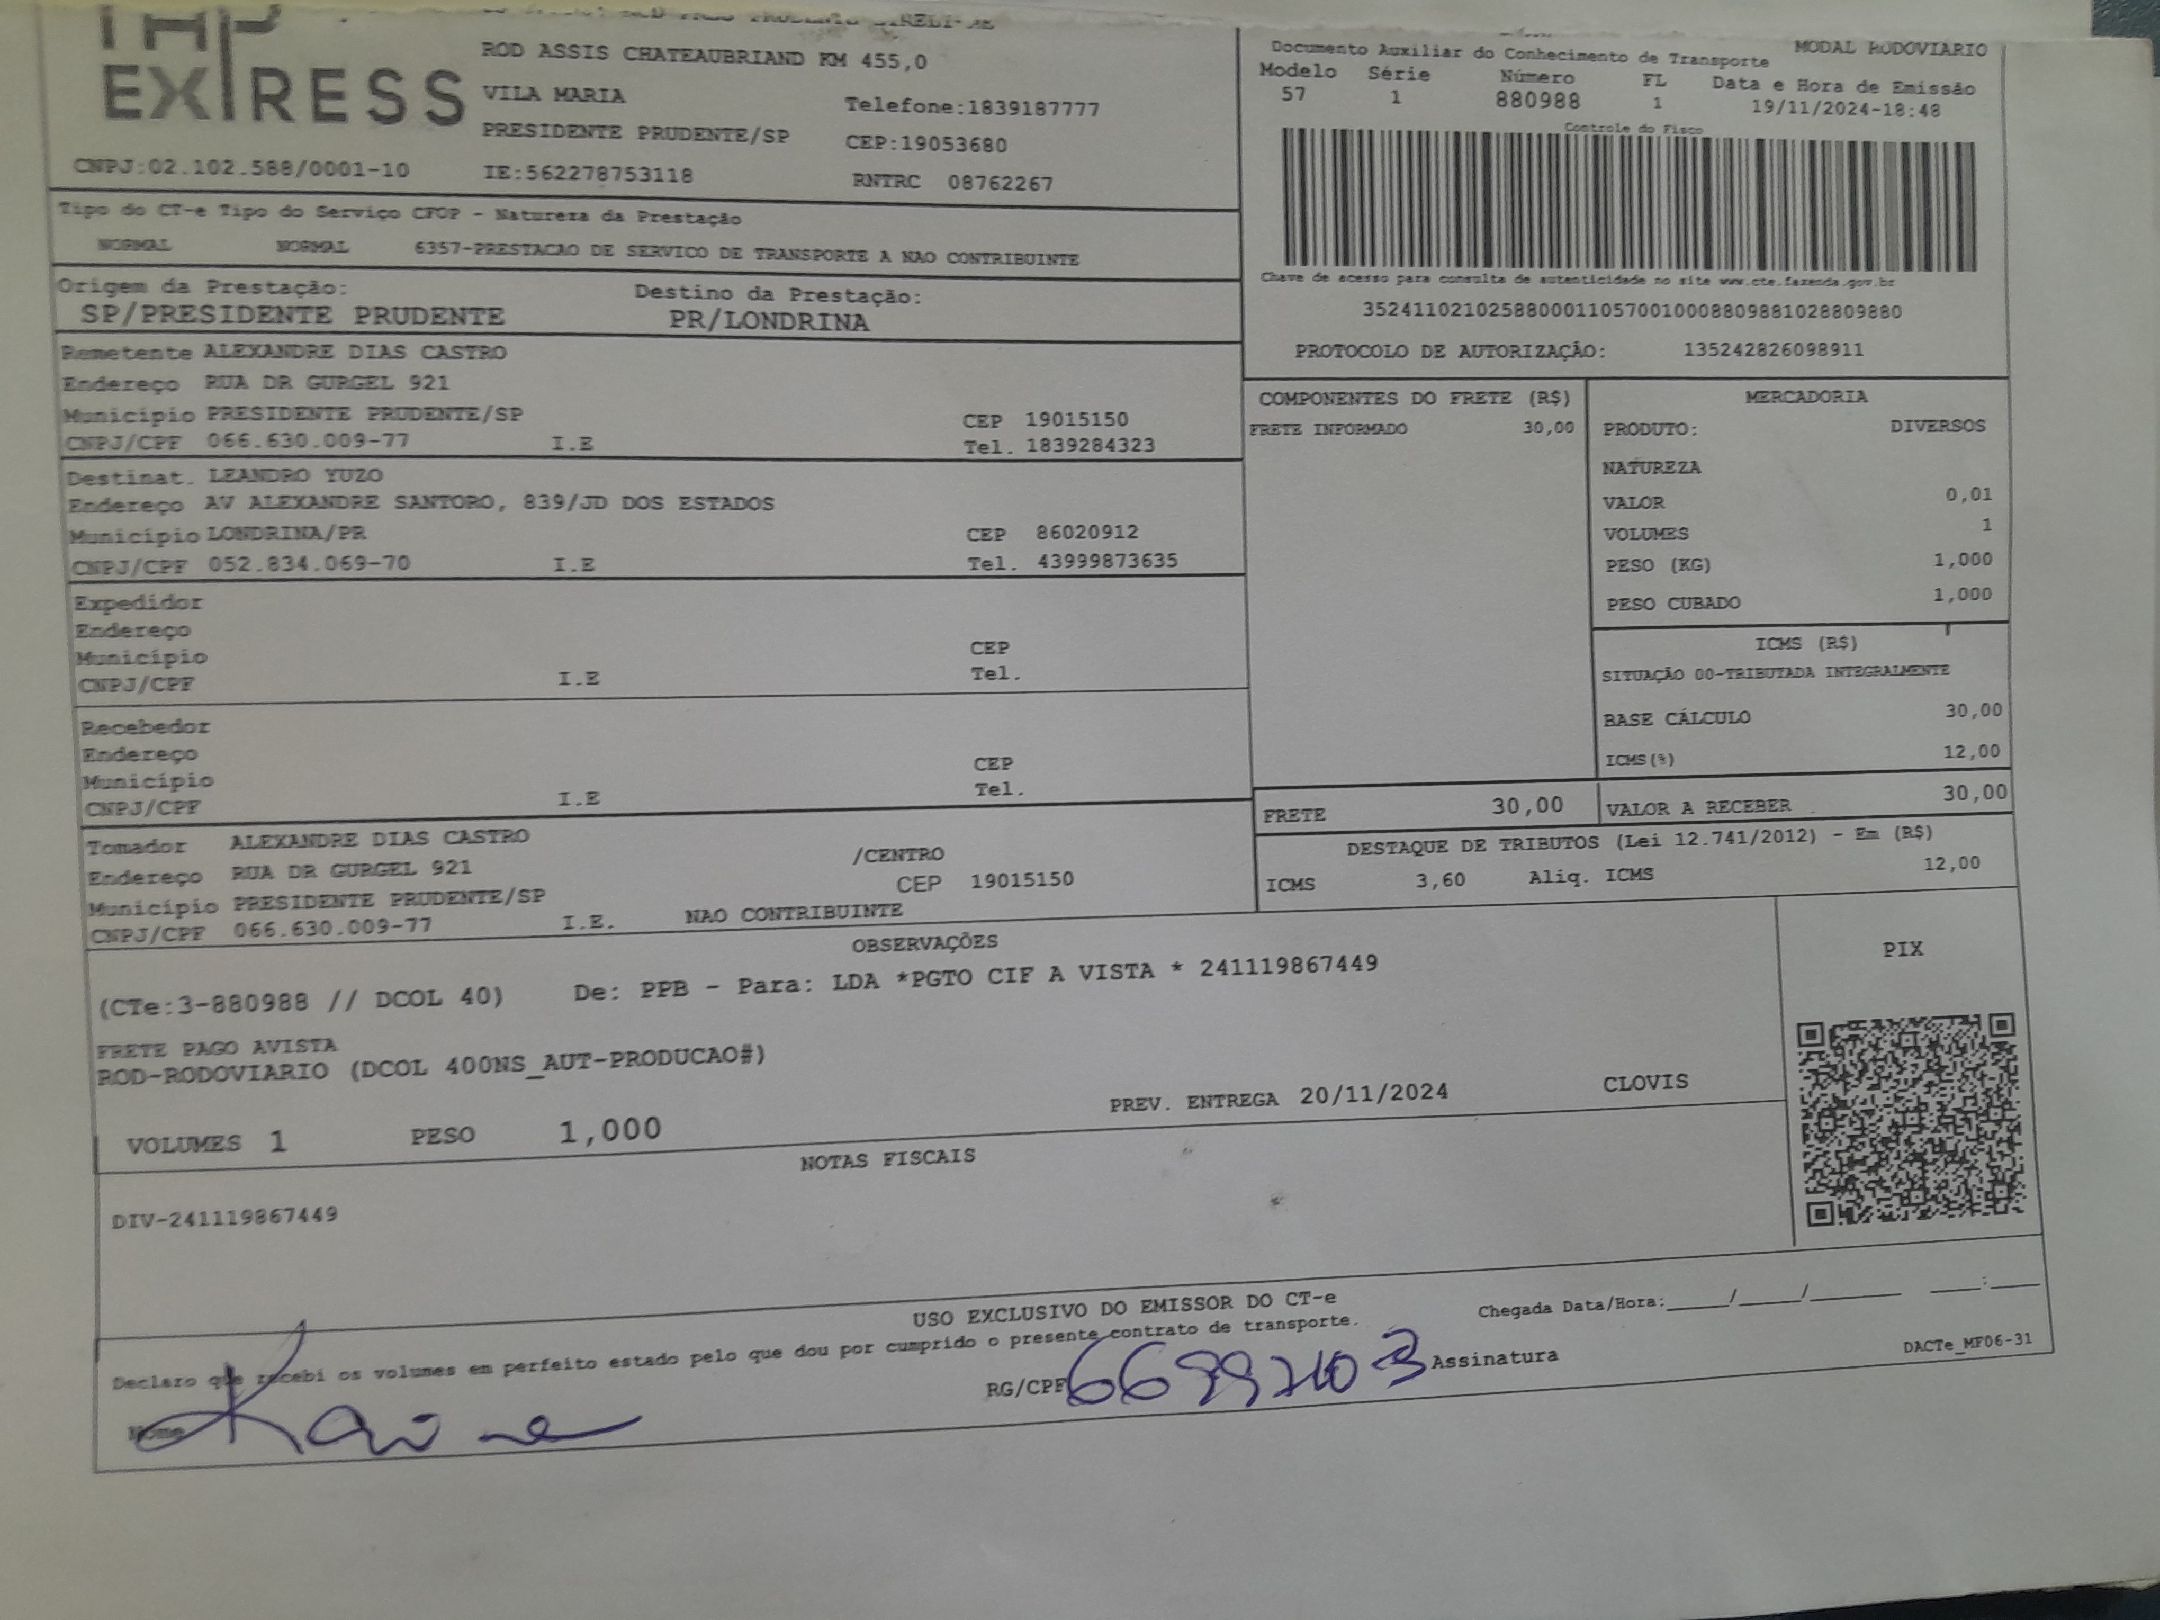 EXPRESS
ROD ASSIS CHATEAUBRIAND KM 455,0
VILA MARIA
Telefone:1839187777
PRESIDENTE PRUDENTE/SP
CEP:19053680
CNPJ:02.102.588/0001-10
IE:562278753118
RNTRC 08762267
Documento Auxiliar do Conhecimento de Transporte
MODAL RODOVIARIO
Modelo Série Número FL Data e Hora de Emissão
57 1 880988 1 19/11/2024-18:48
Controle do Fisco
Chave de acesso para consulta de autenticidade no site www.cte.fazenda.gov.br
35241102102588000110570010008809881028809880
PROTOCOLO DE AUTORIZAÇÃO: 135242826098911
Tipo do CT-e Tipo do Serviço CFOP - Natureza da Prestação
NORMAL NORMAL 6357-PRESTACAO DE SERVICO DE TRANSPORTE A NAO CONTRIBUINTE
Origem da Prestação: Destino da Prestação:
SP/PRESIDENTE PRUDENTE PR/LONDRINA
Remetente ALEXANDRE DIAS CASTRO
Endereço RUA DR GURGEL 921
Município PRESIDENTE PRUDENTE/SP CEP 19015150
CNPJ/CPF 066.630.009-77 I.E Tel. 1839284323
Destinat. LEANDRO YUZO
Endereço AV ALEXANDRE SANTORO, 839/JD DOS ESTADOS
Município LONDRINA/PR CEP 86020912
CNPJ/CPF 052.834.069-70 I.E Tel. 43999873635
Expedidor
Endereço
Município CEP
CNPJ/CPF I.E Tel.
Recebedor
Endereço
Município CEP
CNPJ/CPF I.E Tel.
Tomador ALEXANDRE DIAS CASTRO
Endereço RUA DR GURGEL 921 /CENTRO
Município PRESIDENTE PRUDENTE/SP CEP 19015150
CNPJ/CPF 066.630.009-77 I.E. NAO CONTRIBUINTE
COMPONENTES DO FRETE (R$)
FRETE INFORMADO 30,00
MERCADORIA
PRODUTO: DIVERSOS
NATUREZA
VALOR 0,01
VOLUMES 1
PESO (KG) 1,000
PESO CUBADO 1,000
ICMS (R$)
SITUAÇÃO 00-TRIBUTADA INTEGRALMENTE
BASE CÁLCULO 30,00
ICMS(%) 12,00
FRETE 30,00 VALOR A RECEBER 30,00
DESTAQUE DE TRIBUTOS (Lei 12.741/2012) - Em (R$)
ICMS 3,60 Aliq. ICMS 12,00
OBSERVAÇÕES
(CTe:3-880988 // DCOL 40) De: PPB - Para: LDA *PGTO CIF A VISTA * 241119867449
FRETE PAGO AVISTA
ROD-RODOVIARIO (DCOL 400NS_AUT-PRODUCAO#)
PREV. ENTREGA 20/11/2024 CLOVIS
VOLUMES 1 PESO 1,000
PIX
NOTAS FISCAIS
DIV-241119867449
USO EXCLUSIVO DO EMISSOR DO CT-e
Chegada Data/Hora:_____/_____/_______ ____:____
Declaro que recebi os volumes em perfeito estado pelo que dou por cumprido o presente contrato de transporte.
Nome RG/CPF Assinatura
DACTe_MF06-31